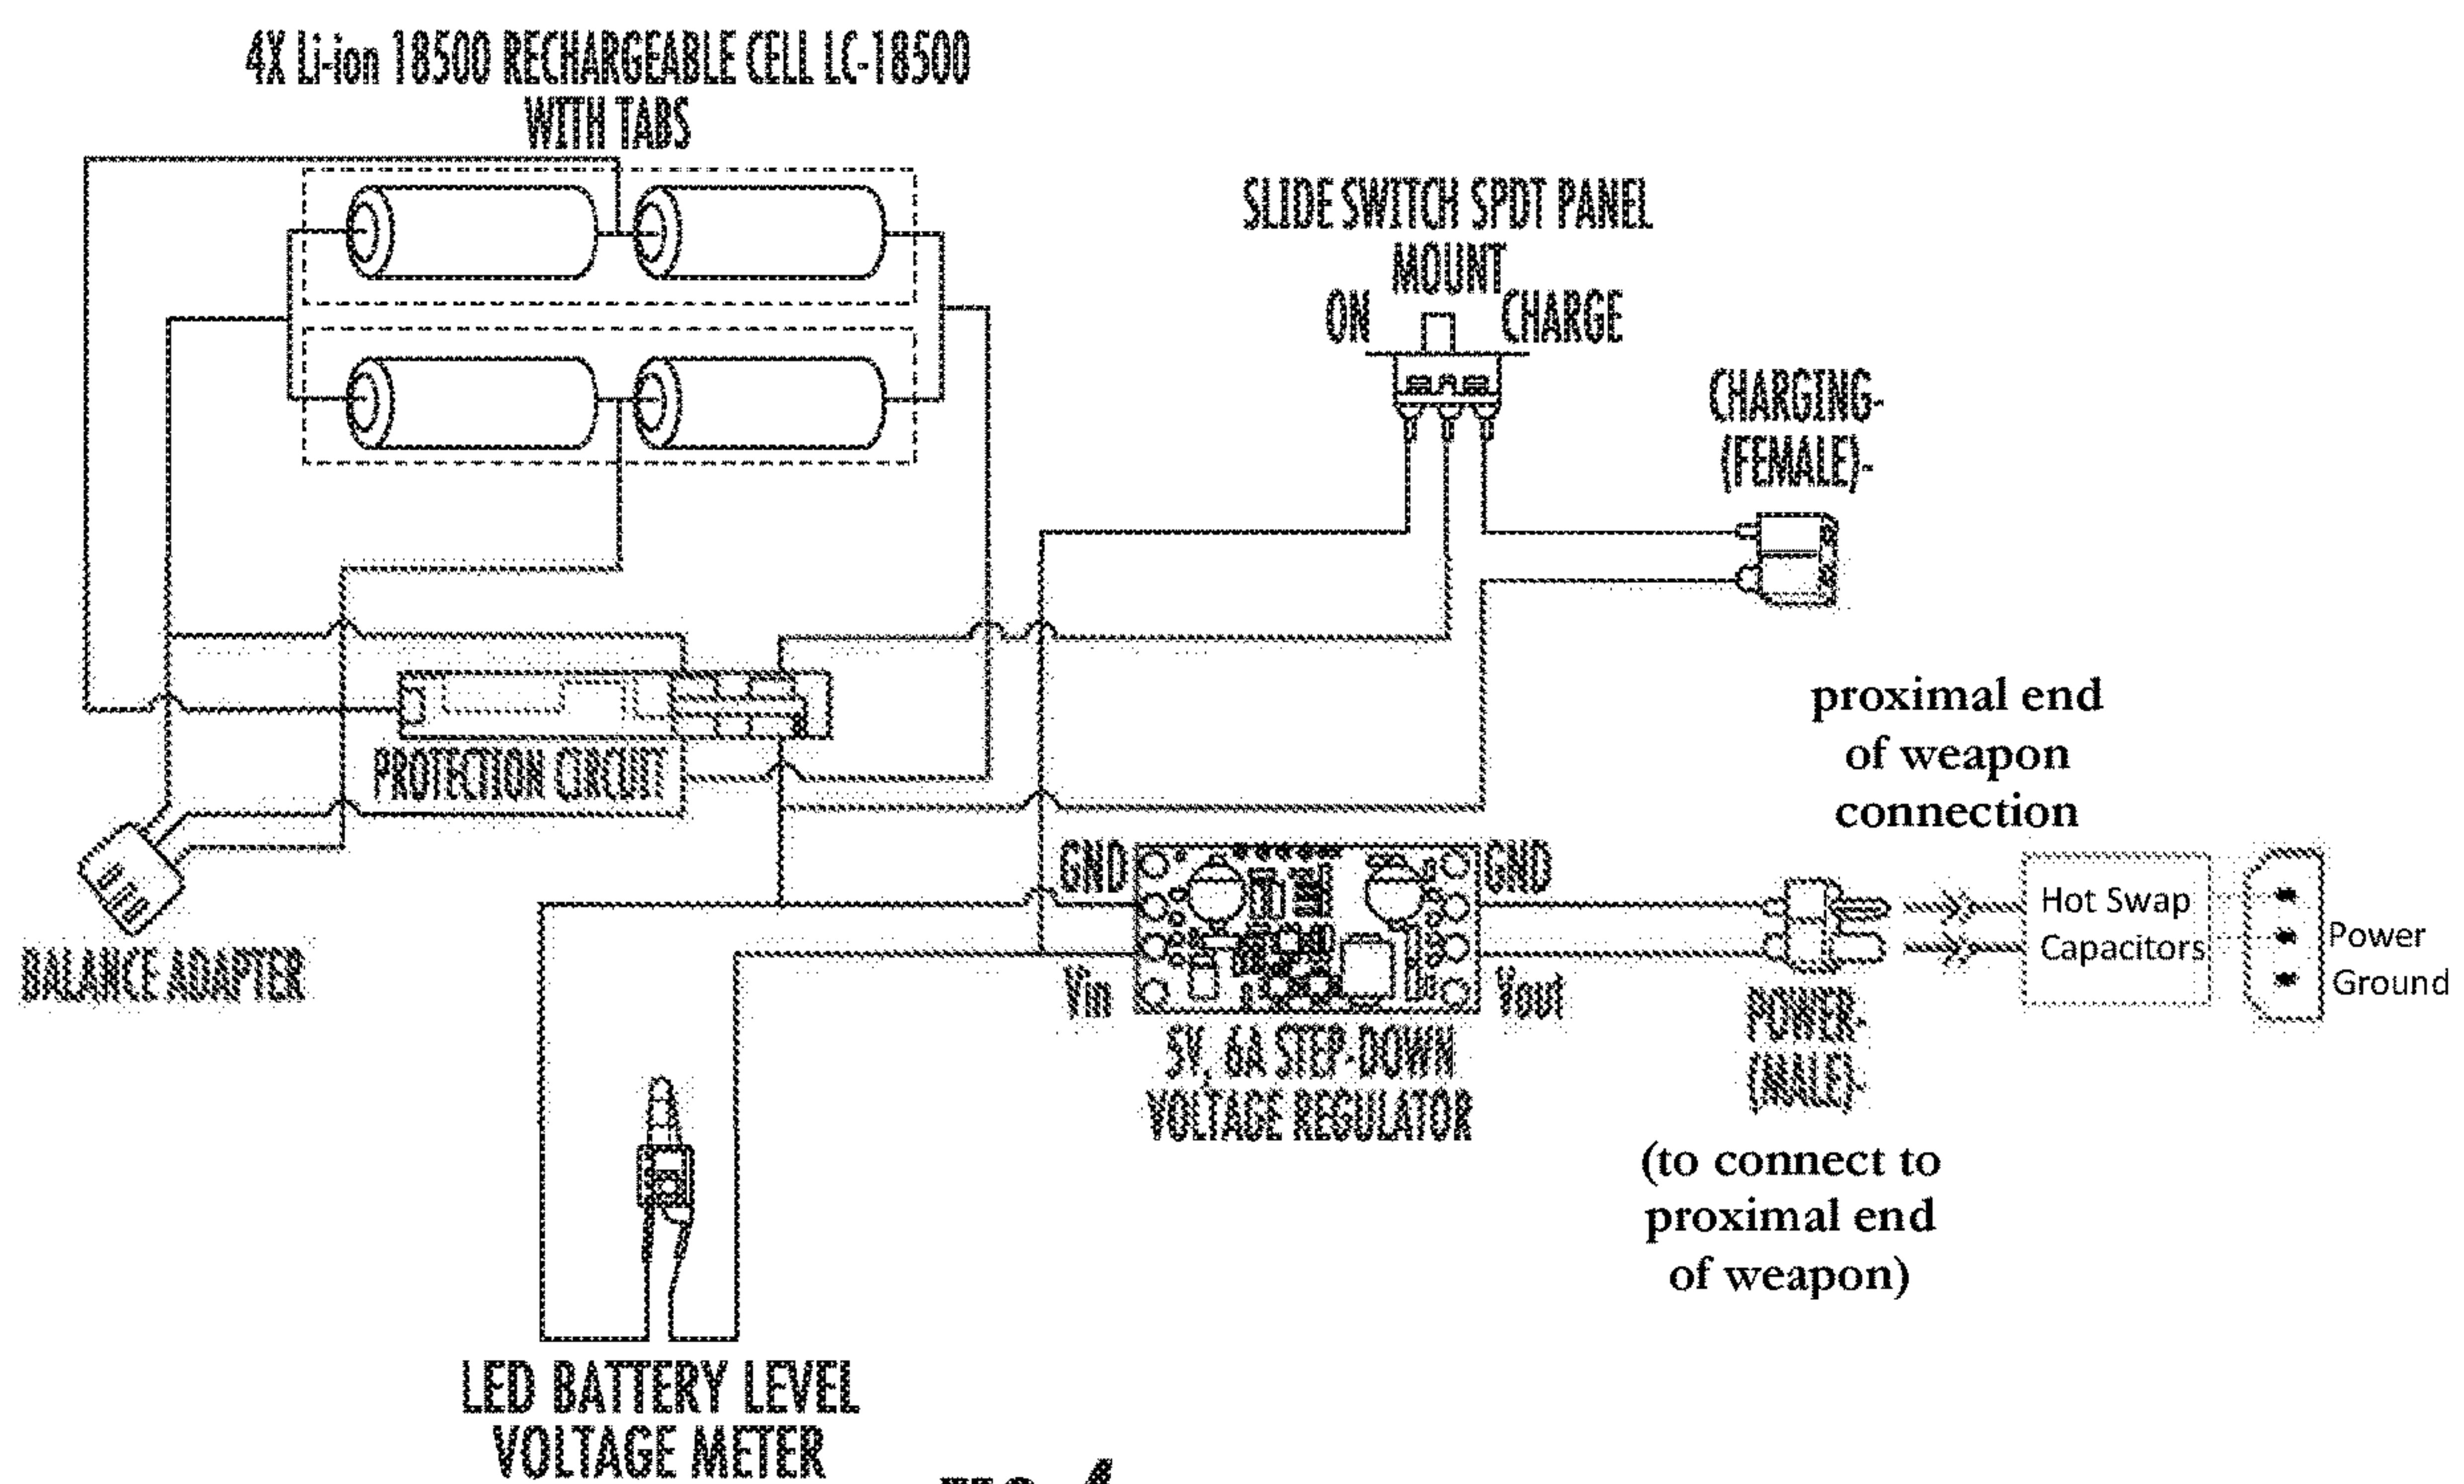 4X Li-ion 18500 RECHARGEABLE CELL LC-18500
WITH TABS
SLIDE SWITCH SPDT PANEL
MOUNT
ON
CHARGE
CHARGING-
(FEMALE)-
PROTECTION CIRCUIT
BALANCE ADAPTER
proximal end
of weapon
connection
GND
GND
Vin
Vout
5V, 6A STEP-DOWN
VOLTAGE REGULATOR
POWER-
(MALE)-
Hot Swap
Capacitors
Power
Ground
(to connect to
proximal end
of weapon)
LED BATTERY LEVEL
VOLTAGE METER